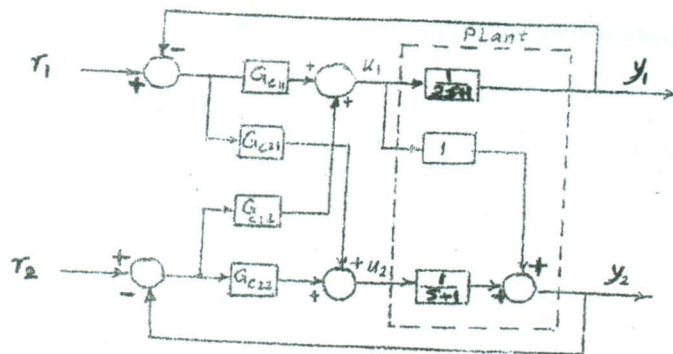 PLant
r1
-
+
Gc11
+
+
u1
1
2s+1
y1
Gc21
1
Gc12
r2
+
-
Gc22
+
+
u2
1
s+1
+
+
y2